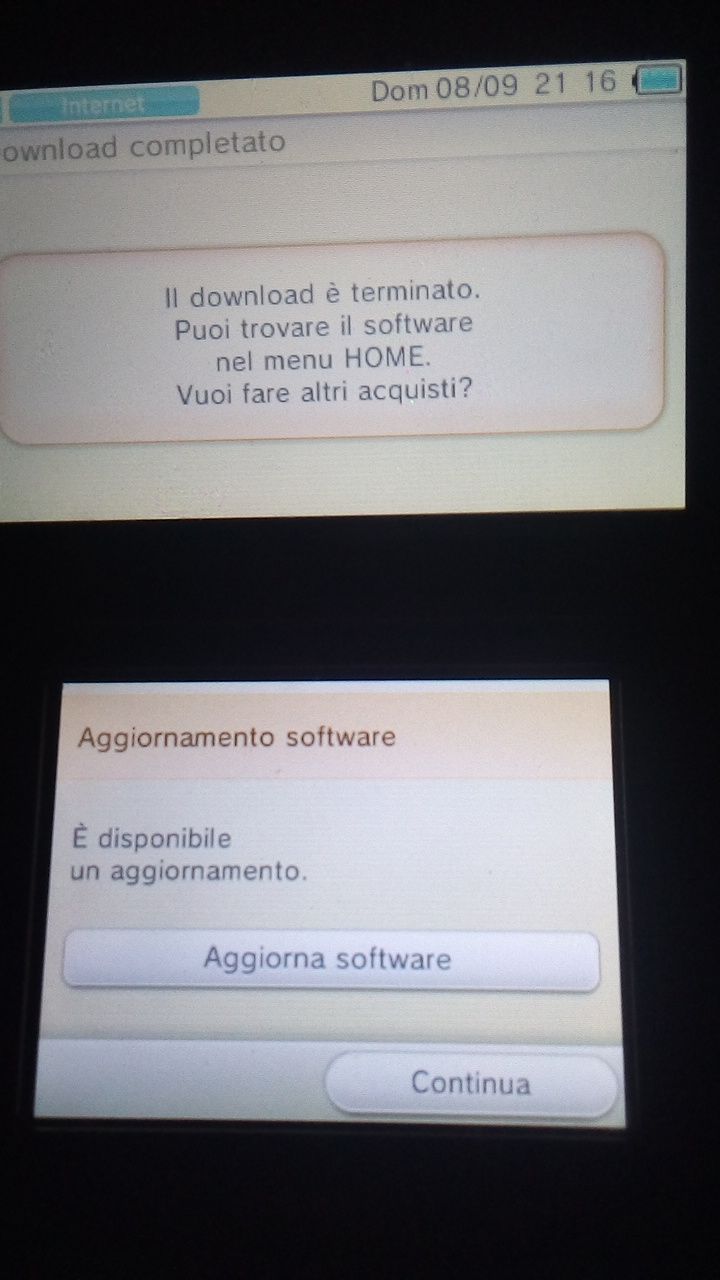 Internet
Dom 08/09 21 16
ownload completato
Il download è terminato.
Puoi trovare il software
nel menu HOME.
Vuoi fare altri acquisti?
Aggiornamento software
È disponibile
un aggiornamento.
Aggiorna software
Continua